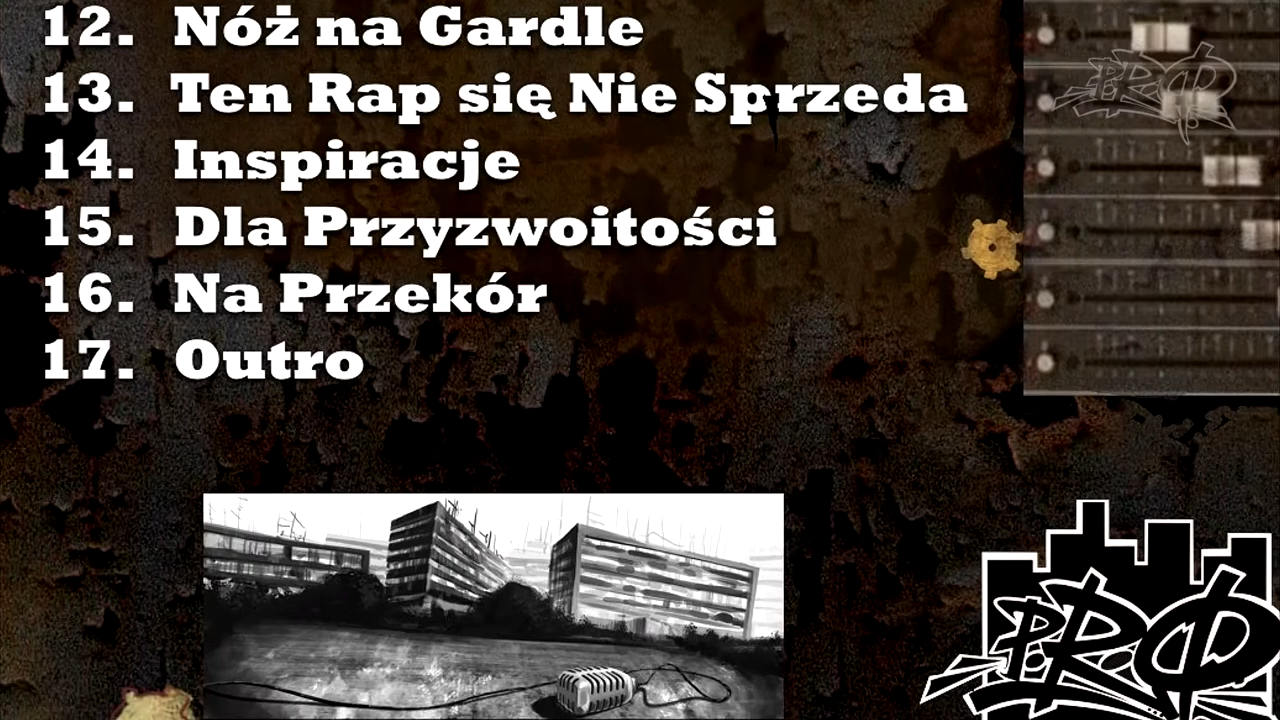 12. Nóż na Gardle
13. Ten Rap się Nie Sprzeda
14. Inspiracje
15. Dla Przyzwoitości
16. Na Przekór
17. Outro